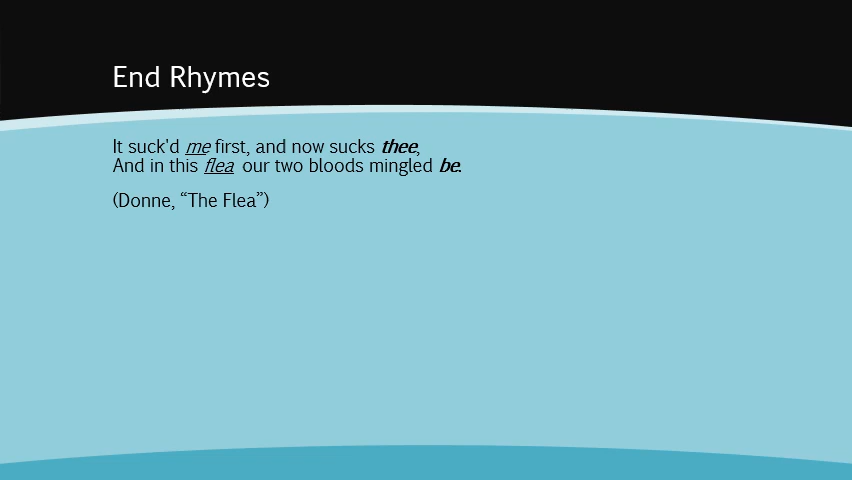 End Rhymes
It suck'd me first, and now sucks thee,
And in this flea our two bloods mingled be.
(Donne, “The Flea”)